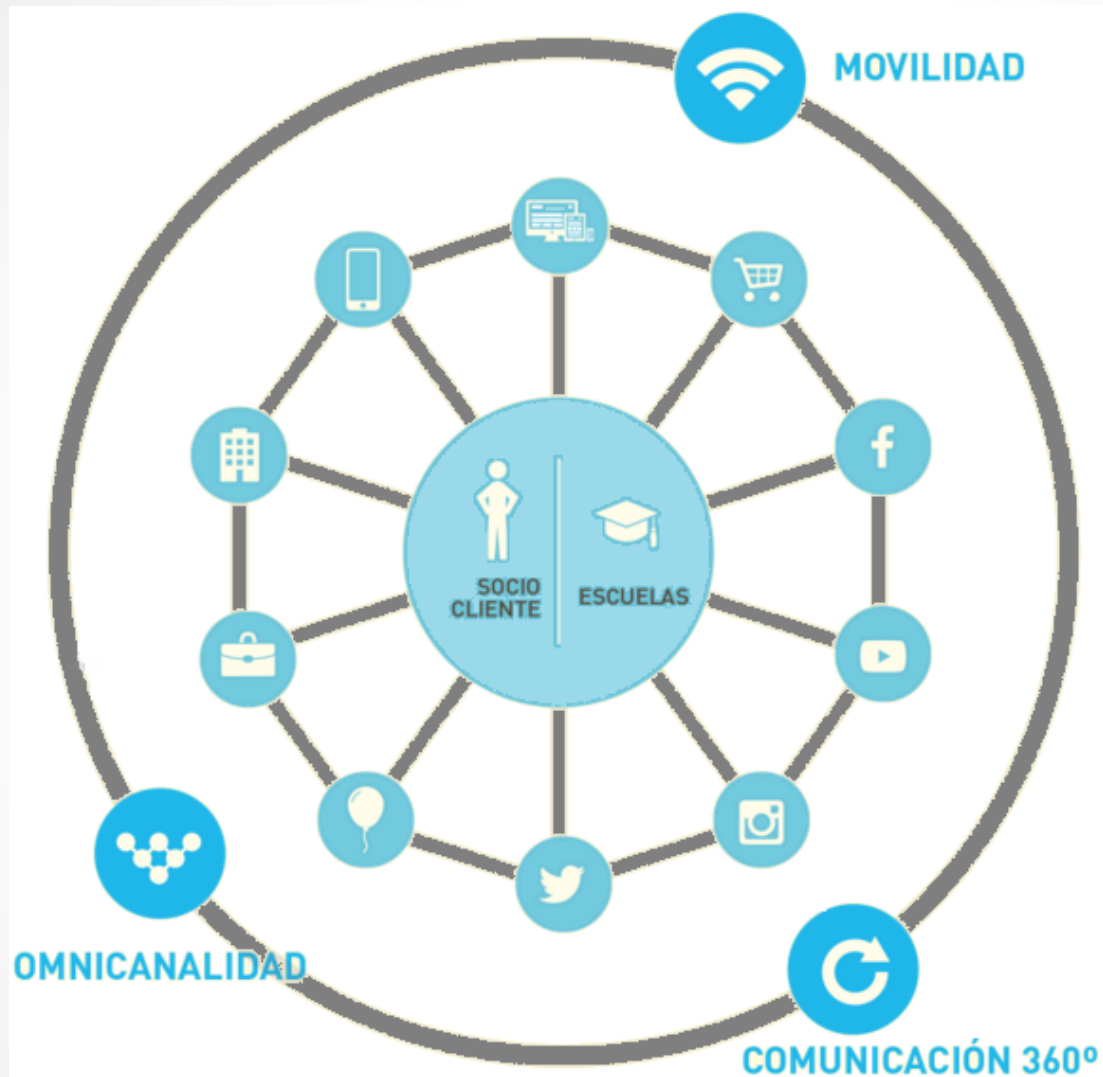 MOVILIDAD
SOCIO
CLIENTE
ESCUELAS
OMNICANALIDAD
COMUNICACIÓN 360º